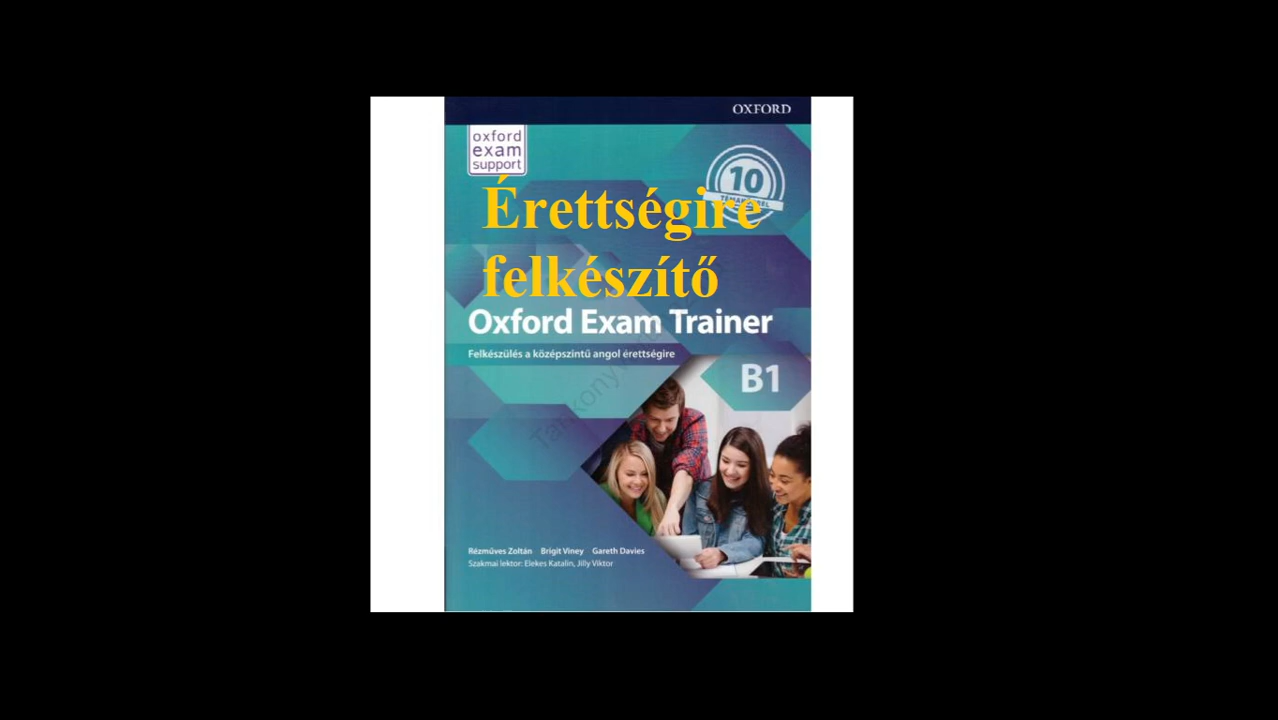 OXFORD
oxford
exam
support
10
Érettségire
felkészítő
Oxford Exam Trainer
Felkészülés a középszintű angol érettségire
B1
Rézműves Zoltán Brigit Viney Gareth Davies
Szakmai lektor: Elekes Katalin, Jilly Viktor